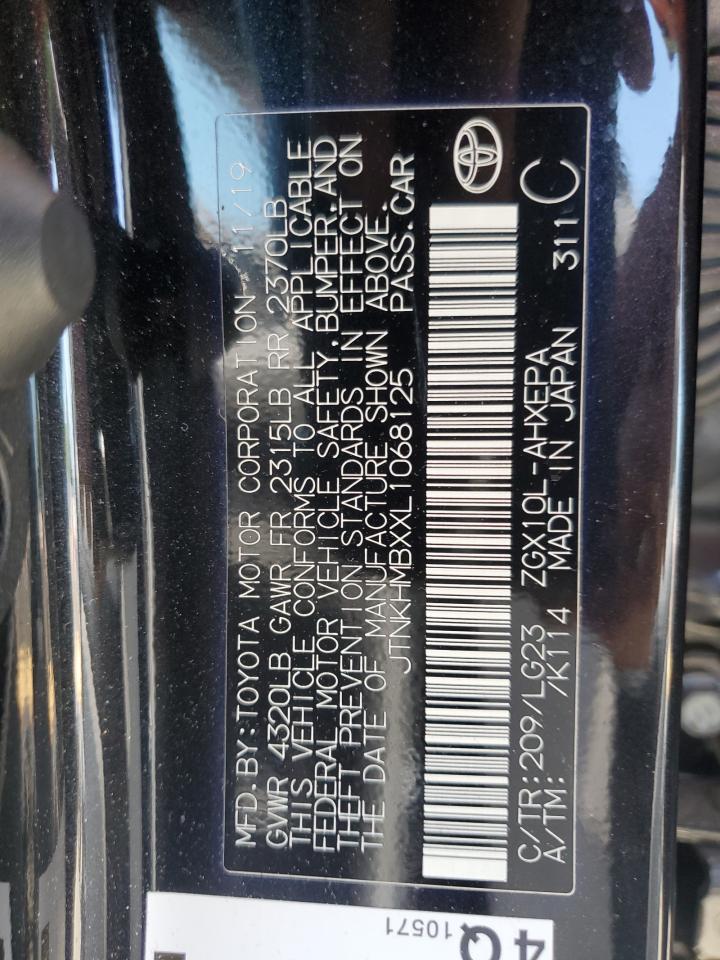 MFD.BY:TOYOTA MOTOR CORPORATION 11/19
GVWR 4320LB GAWR FR 2315LB RR 2370LB
THIS VEHICLE CONFORMS TO ALL APPLICABLE
FEDERAL MOTOR VEHICLE SAFETY,BUMPER,AND
THEFT PREVENTION STANDARDS IN EFFECT ON
THE DATE OF MANUFACTURE SHOWN ABOVE.
JTNKHMBXXL1068125 PASS.CAR
C/TR:209/LG23 ZGX10L-AHXEPA 311C
A/TM: /K114 MADE IN JAPAN
4Q
10571